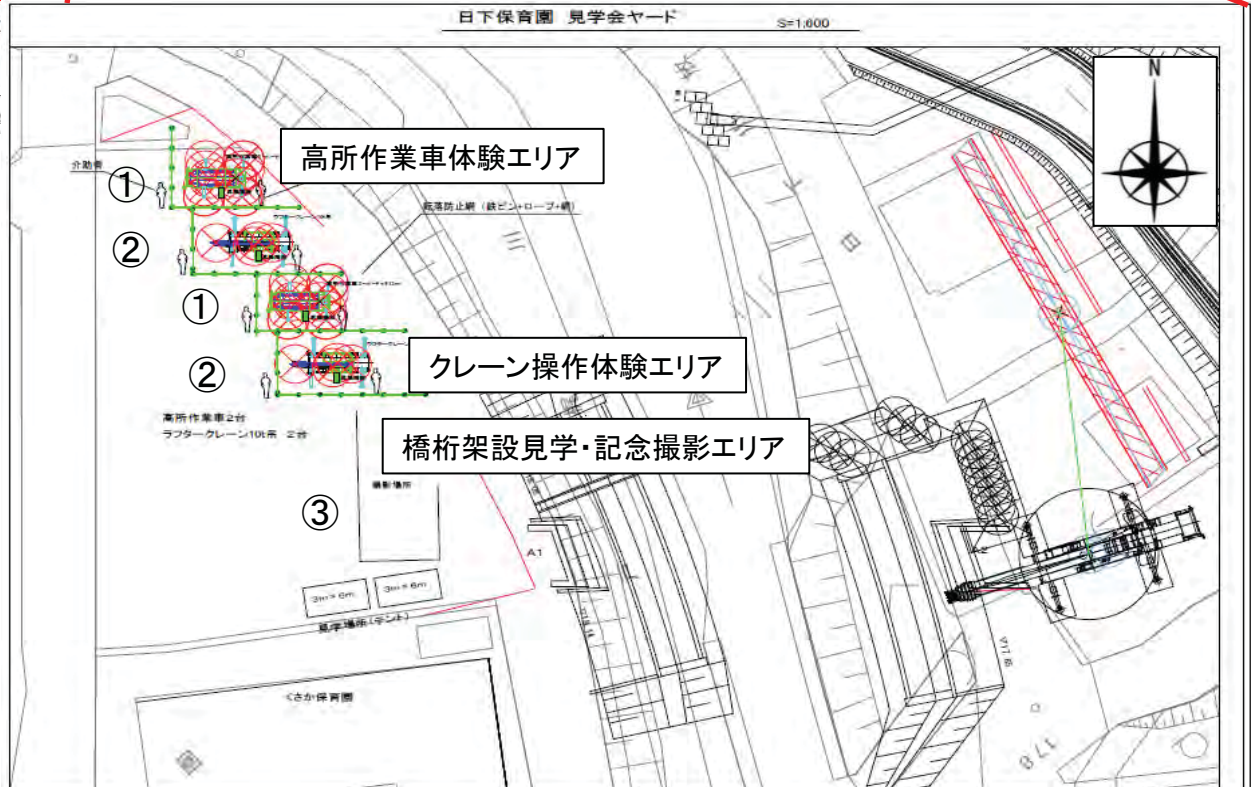 日下保育園 見学会ヤード
S=1:600
N
高所作業車体験エリア
介助者
①
転落防止網（鉄ピン+ロープ+網）
②
①
クレーン操作体験エリア
②
高所作業車2台
ラフタークレーン10t吊 2台
橋桁架設見学・記念撮影エリア
撮影場所
③
A1
3m×6m
3m×6m
見学場所（テント）
くさか保育園